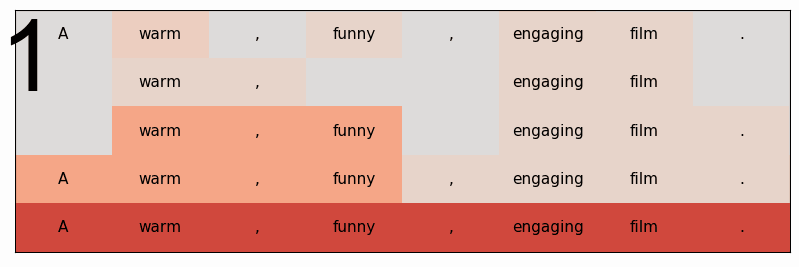 1
A warm , funny , engaging film .
warm , engaging film
warm , funny engaging film .
A warm , funny , engaging film .
A warm , funny , engaging film .